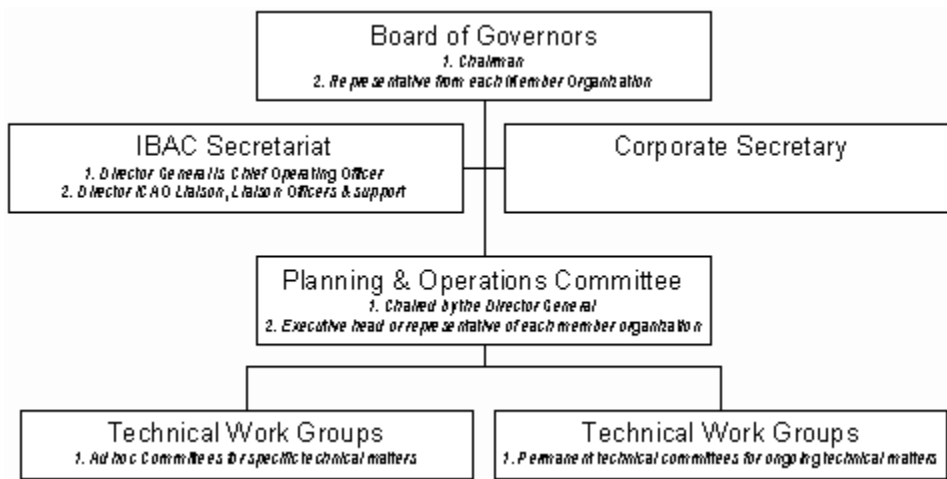 Board of Governors
1. Chairman
2. Representative from each Member Organization
IBAC Secretariat
1. Director General is Chief Operating Officer
2. Director ICAO Liaison, Liaison Officers & support
Corporate Secretary
Planning & Operations Committee
1. Chaired by the Director General
2. Executive head or representative of each member organization
Technical Work Groups
1. Ad hoc Committees for specific technical matters
Technical Work Groups
1. Permanent technical committees for ongoing technical matters